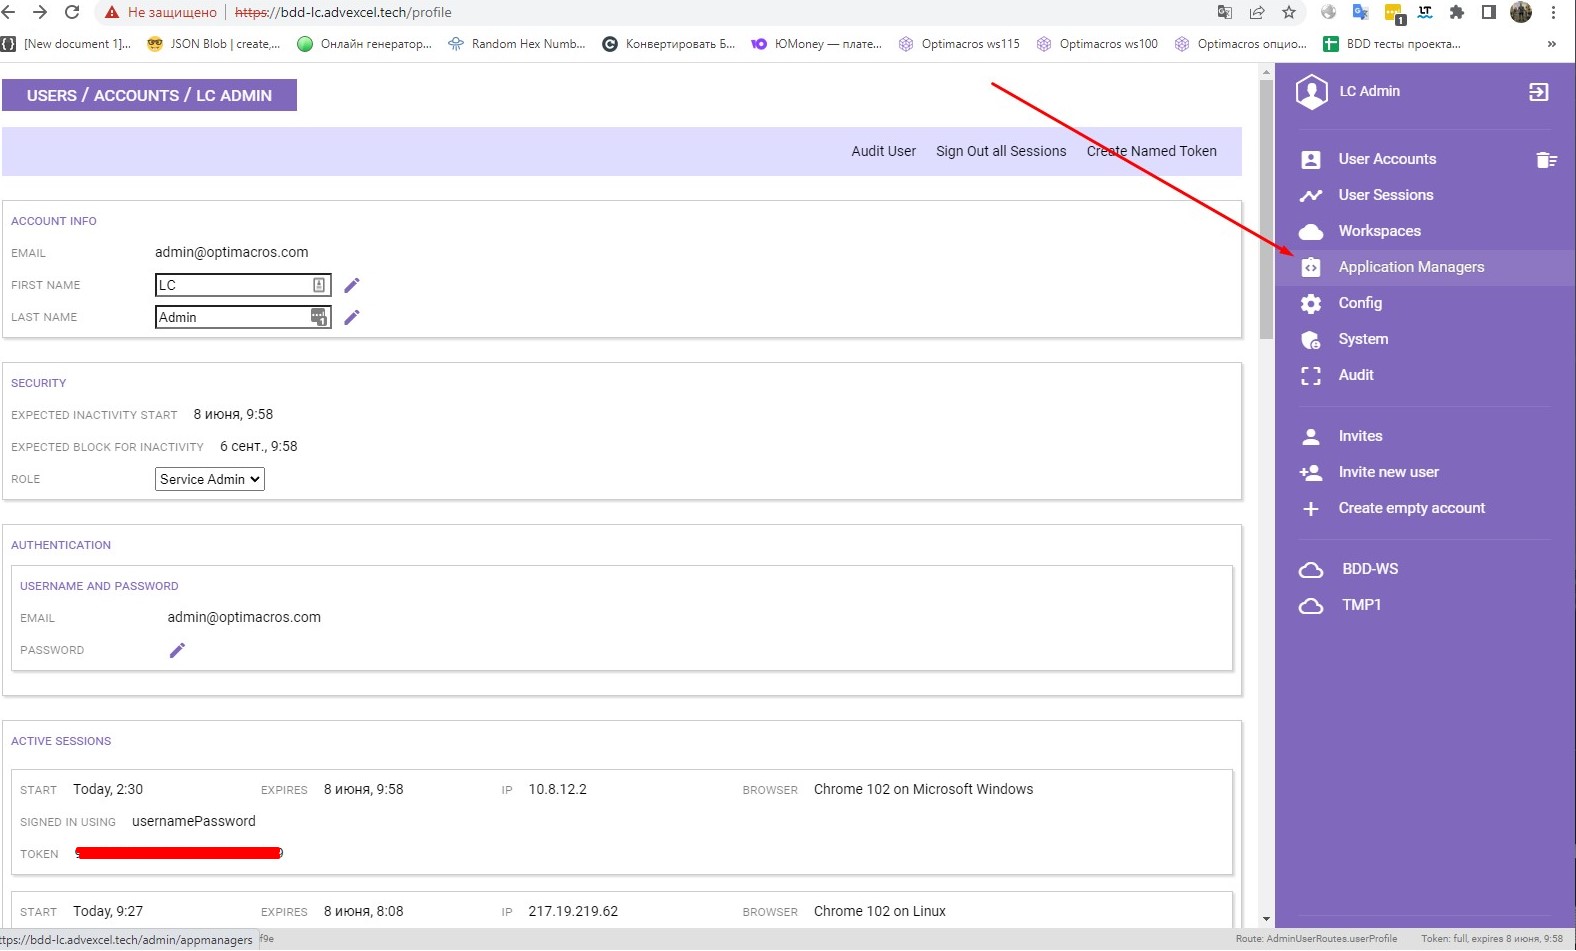 Не защищено https://bdd-lc.advexcel.tech/profile
[New document 1]... JSON Blob | create,... Онлайн генератор... Random Hex Numb... Конвертировать Б... ЮMoney — плате... Optimacros ws115 Optimacros ws100 Optimacros опцио... BDD тесты проекта... »
USERS / ACCOUNTS / LC ADMIN
Audit User Sign Out all Sessions Create Named Token
ACCOUNT INFO
EMAIL admin@optimacros.com
FIRST NAME LC
LAST NAME Admin
SECURITY
EXPECTED INACTIVITY START 8 июня, 9:58
EXPECTED BLOCK FOR INACTIVITY 6 сент., 9:58
ROLE Service Admin
AUTHENTICATION
USERNAME AND PASSWORD
EMAIL admin@optimacros.com
PASSWORD
ACTIVE SESSIONS
START Today, 2:30 EXPIRES 8 июня, 9:58 IP 10.8.12.2 BROWSER Chrome 102 on Microsoft Windows
SIGNED IN USING usernamePassword
TOKEN
START Today, 9:27 EXPIRES 8 июня, 8:08 IP 217.19.219.62 BROWSER Chrome 102 on Linux
LC Admin
User Accounts
User Sessions
Workspaces
Application Managers
Config
System
Audit
Invites
Invite new user
Create empty account
BDD-WS
TMP1
ttps://bdd-lc.advexcel.tech/admin/appmanagers f9e Route: AdminUserRoutes.userProfile Token: full, expires 8 июня, 9:58